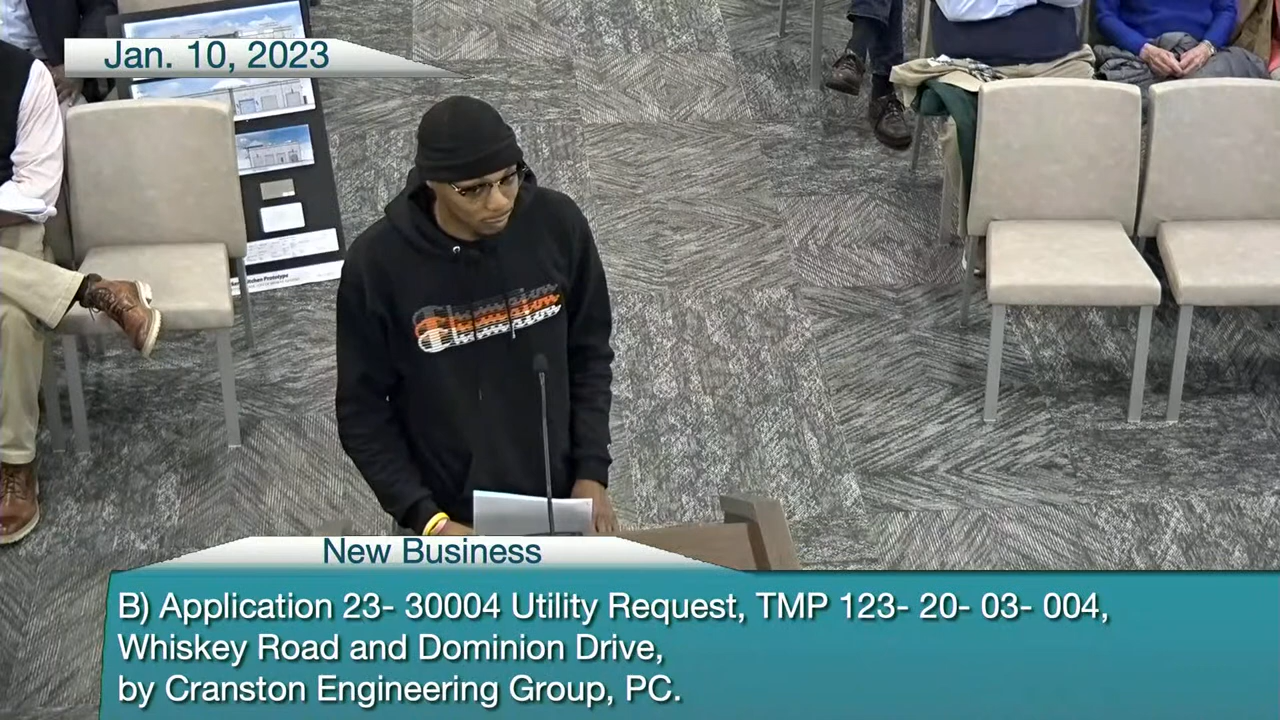 Jan. 10, 2023
New Business
B) Application 23- 30004 Utility Request, TMP 123- 20- 03- 004,
Whiskey Road and Dominion Drive,
by Cranston Engineering Group, PC.